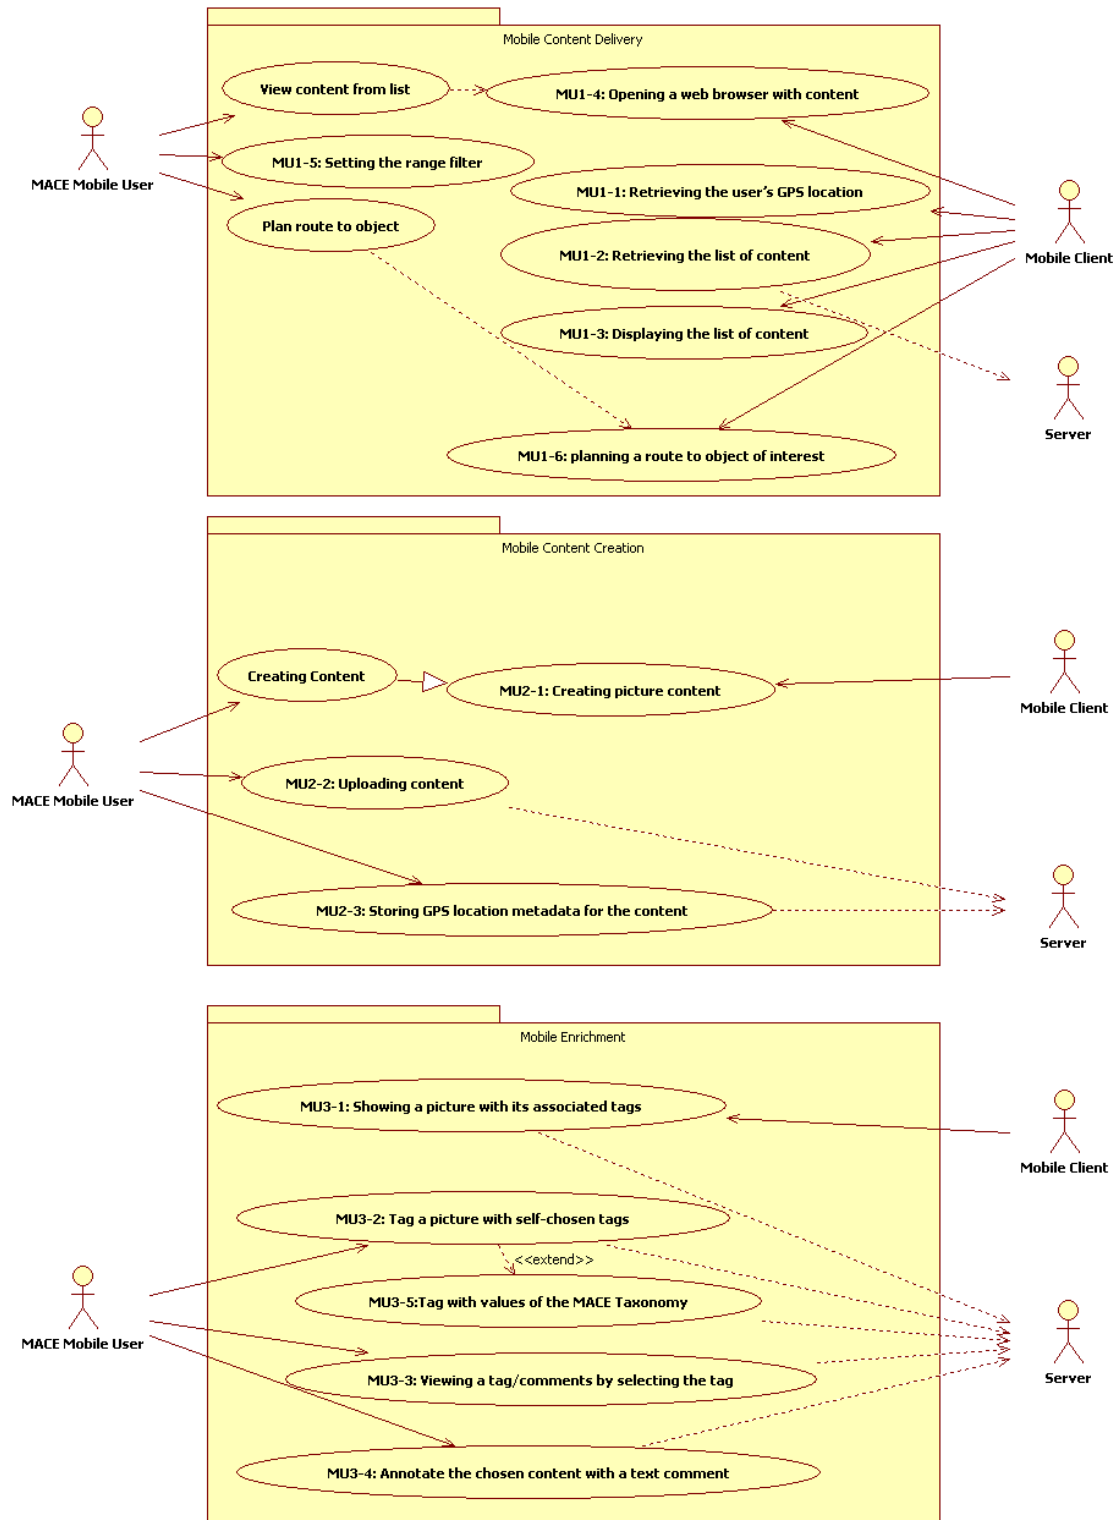 Mobile Content Delivery
View content from list
MU1-4: Opening a web browser with content
MACE Mobile User
MU1-5: Setting the range filter
MU1-1: Retrieving the user's GPS location
Plan route to object
MU1-2: Retrieving the list of content
Mobile Client
MU1-3: Displaying the list of content
Server
MU1-6: planning a route to object of interest
Mobile Content Creation
Creating Content
MU2-1: Creating picture content
Mobile Client
MU2-2: Uploading content
MACE Mobile User
MU2-3: Storing GPS location metadata for the content
Server
Mobile Enrichment
MU3-1: Showing a picture with its associated tags
Mobile Client
MU3-2: Tag a picture with self-chosen tags
<<extend>>
MU3-5:Tag with values of the MACE Taxonomy
MACE Mobile User
MU3-3: Viewing a tag/comments by selecting the tag
Server
MU3-4: Annotate the chosen content with a text comment